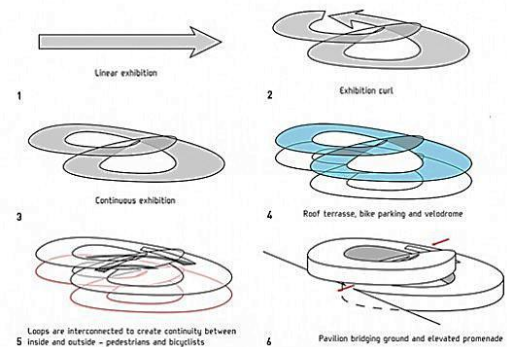 Linear exhibition
1
Exhibition curl
2
Continuous exhibition
3
Roof terrasse, bike parking and velodrome
4
Loops are interconnected to create continuity between
5 inside and outside - pedestrians and bicyclists
6 Pavilion bridging ground and elevated promenade